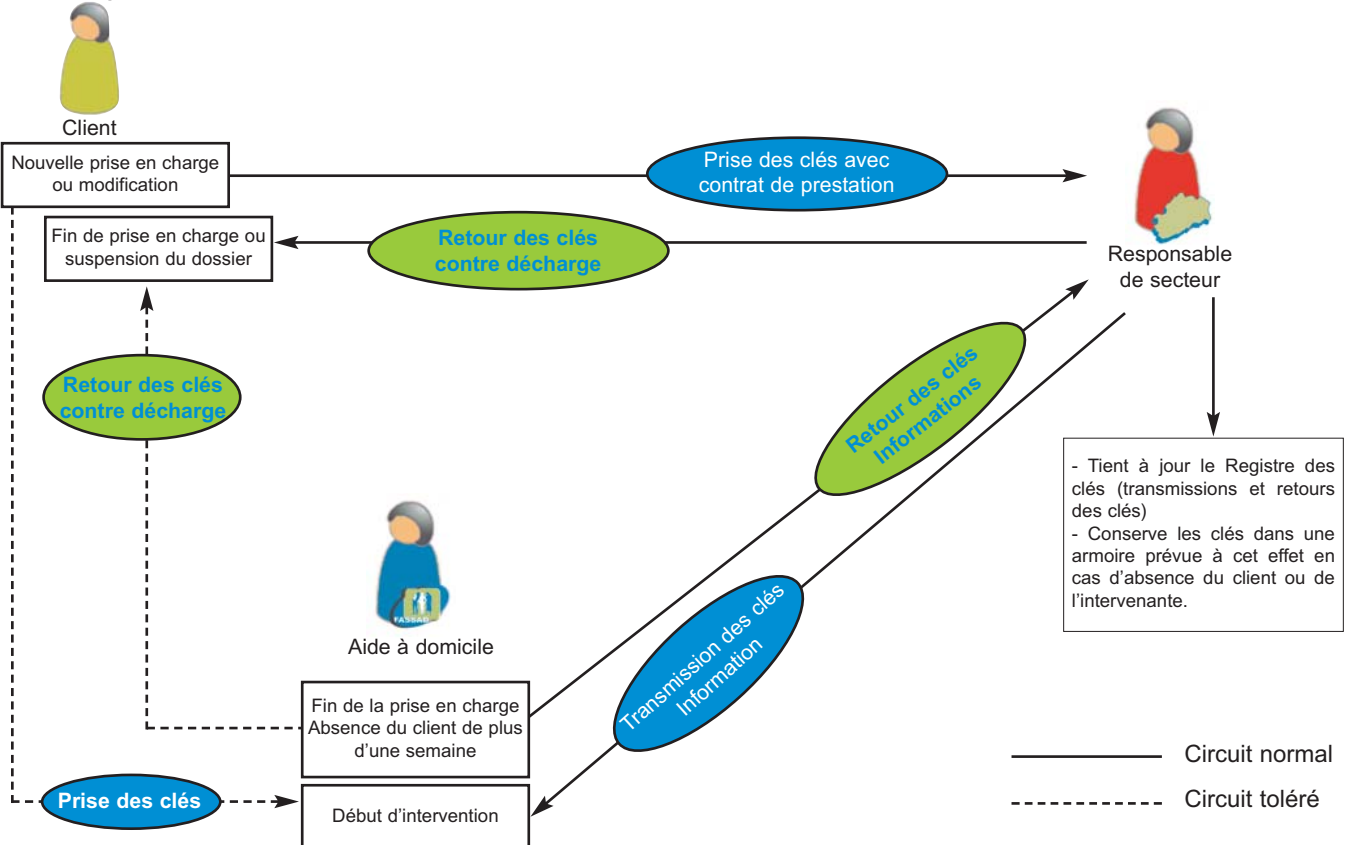 Client
Nouvelle prise en charge
ou modification
Prise des clés avec
contrat de prestation
Fin de prise en charge ou
suspension du dossier
Retour des clés
contre décharge
Responsable
de secteur
Retour des clés
contre décharge
Retour des clés
Informations
- Tient à jour le Registre des
clés (transmissions et retours
des clés)
- Conserve les clés dans une
armoire prévue à cet effet en
cas d'absence du client ou de
l'intervenante.
FASSAD
Aide à domicile
Transmission des clés
Information
Fin de la prise en charge
Absence du client de plus
d'une semaine
Prise des clés
Début d'intervention
Circuit normal
Circuit toléré